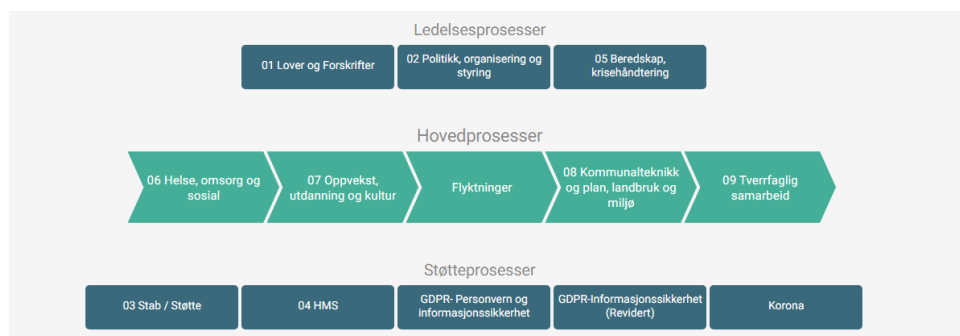 Ledelsesprosesser
01 Lover og Forskrifter
02 Politikk, organisering og
styring
05 Beredskap,
krisehåndtering
Hovedprosesser
06 Helse, omsorg og
sosial
07 Oppvekst,
utdanning og kultur
Flyktninger
08 Kommunalteknikk
og plan, landbruk og
miljø
09 Tverrfaglig
samarbeid
Støtteprosesser
03 Stab / Støtte
04 HMS
GDPR- Personvern og
informasjonssikkerhet
GDPR-Informasjonssikkerhet
(Revidert)
Korona